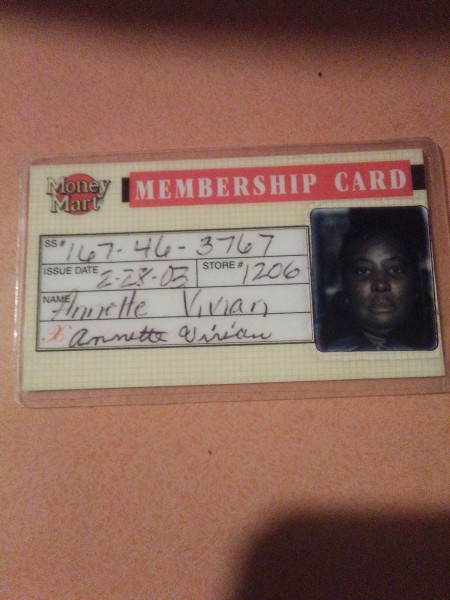 Money Mart
MEMBERSHIP CARD
SS# 167-46-3767
ISSUE DATE 2-28-03 STORE# 1206
NAME Annette Vivian
X Annette Vivian